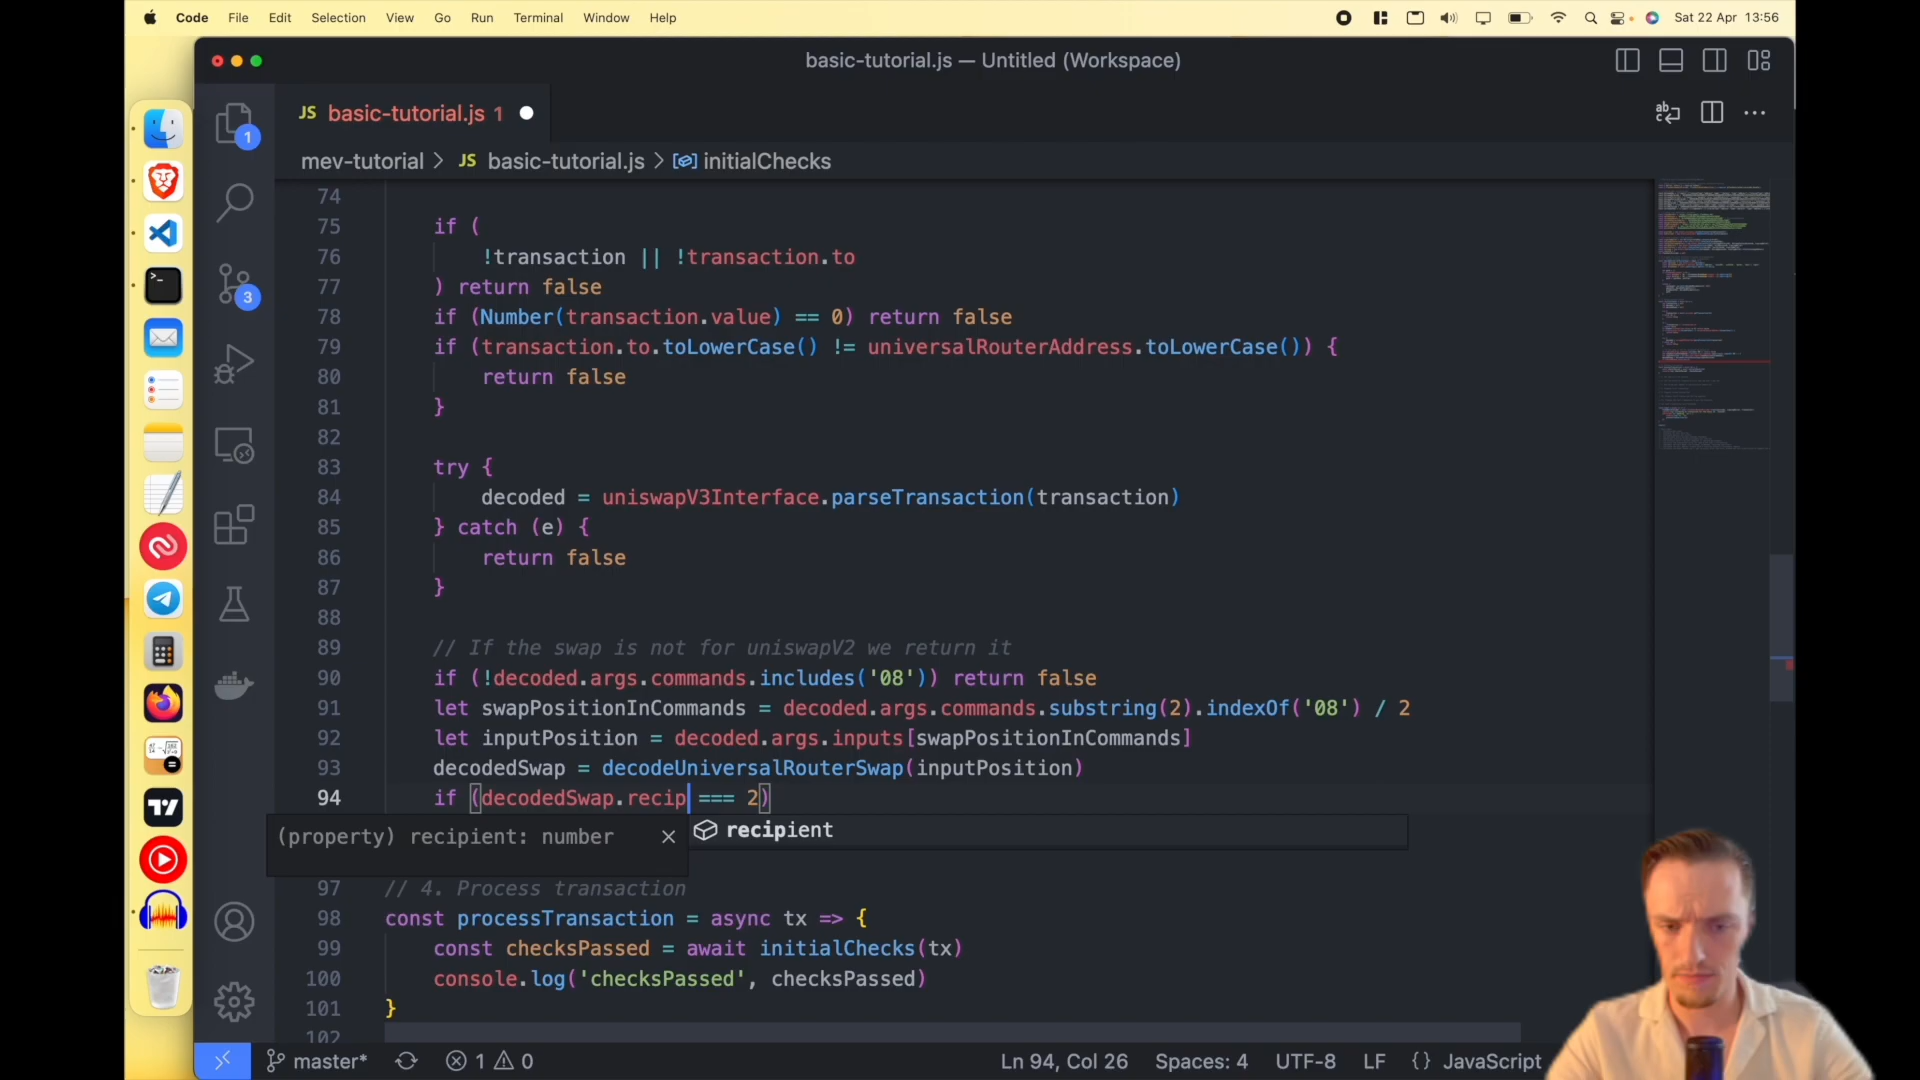 Code File Edit Selection View Go Run Terminal Window Help Sat 22 Apr 13:56
basic-tutorial.js — Untitled (Workspace)
JS basic-tutorial.js 1
mev-tutorial > JS basic-tutorial.js > initialChecks
74
75 if (
76 !transaction || !transaction.to
77 ) return false
78 if (Number(transaction.value) == 0) return false
79 if (transaction.to.toLowerCase() != universalRouterAddress.toLowerCase()) {
80 return false
81 }
82
83 try {
84 decoded = uniswapV3Interface.parseTransaction(transaction)
85 } catch (e) {
86 return false
87 }
88
89 // If the swap is not for uniswapV2 we return it
90 if (!decoded.args.commands.includes('08')) return false
91 let swapPositionInCommands = decoded.args.commands.substring(2).indexOf('08') / 2
92 let inputPosition = decoded.args.inputs[swapPositionInCommands]
93 decodedSwap = decodeUniversalRouterSwap(inputPosition)
94 if (decodedSwap.recip === 2)
(property) recipient: number
recipient
97 // 4. Process transaction
98 const processTransaction = async tx => {
99 const checksPassed = await initialChecks(tx)
100 console.log('checksPassed', checksPassed)
101 }
102
1
3
master* 1 0 Ln 94, Col 26 Spaces: 4 UTF-8 LF {} JavaScript